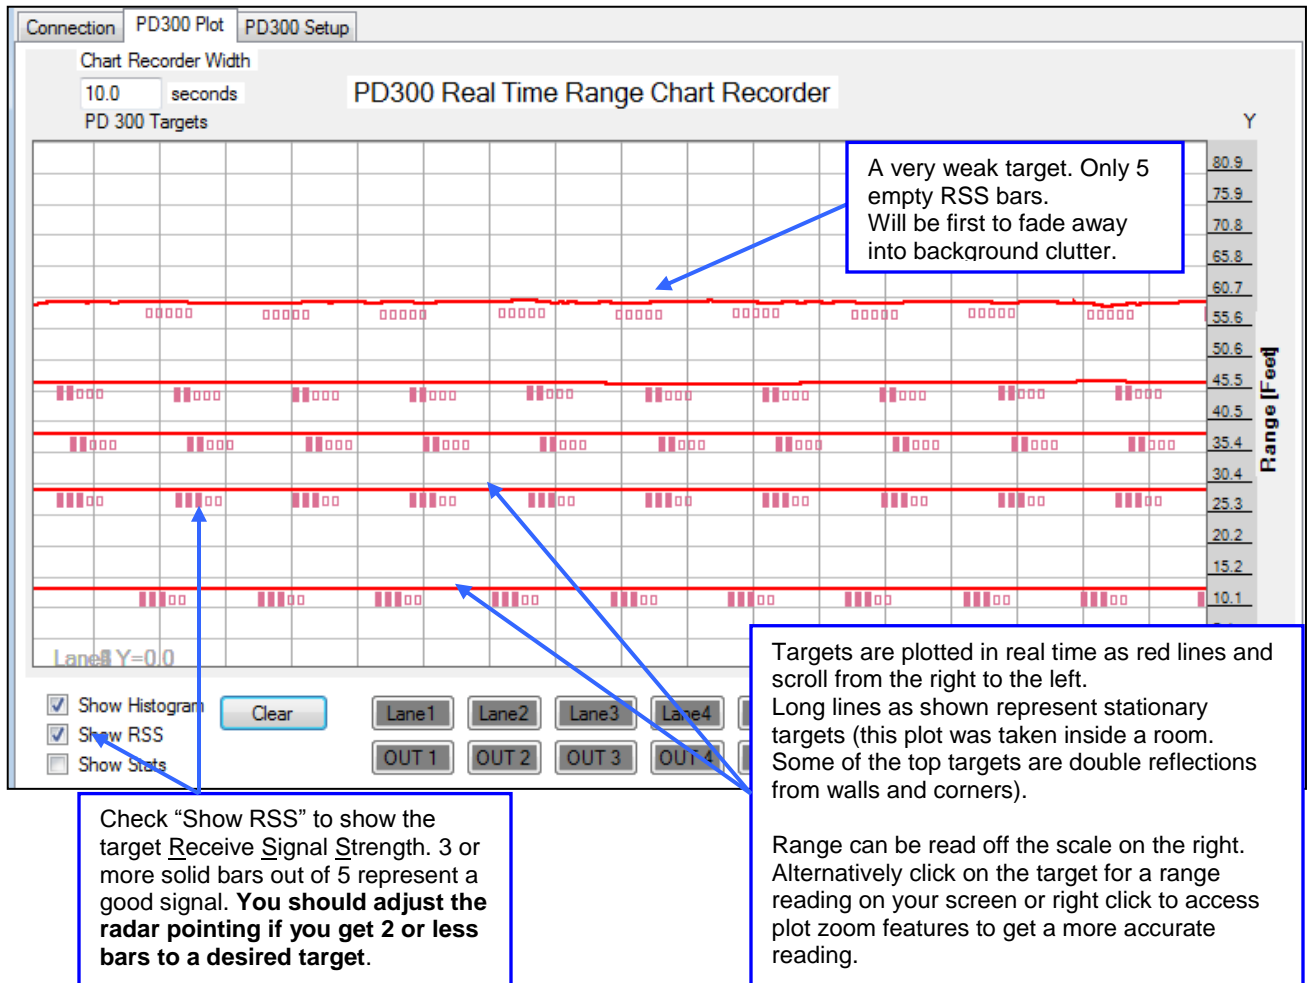 Connection PD300 Plot PD300 Setup
Chart Recorder Width
10.0 seconds
PD300 Real Time Range Chart Recorder
PD 300 Targets
Y
A very weak target. Only 5
empty RSS bars.
Will be first to fade away
into background clutter.
80.9
75.9
70.8
65.8
60.7
55.6
50.6
45.5
40.5
35.4
30.4
25.3
20.2
15.2
10.1
Range [Feet]
Y=0.0
Show Histogram
Show RSS
Show Stats
Clear
Lane1 Lane2 Lane3 Lane4
OUT 1 OUT 2 OUT 3 OUT 4
Targets are plotted in real time as red lines and
scroll from the right to the left.
Long lines as shown represent stationary
targets (this plot was taken inside a room.
Some of the top targets are double reflections
from walls and corners).
Range can be read off the scale on the right.
Alternatively click on the target for a range
reading on your screen or right click to access
plot zoom features to get a more accurate
reading.
Check “Show RSS” to show the
target Receive Signal Strength. 3 or
more solid bars out of 5 represent a
good signal. You should adjust the
radar pointing if you get 2 or less
bars to a desired target.